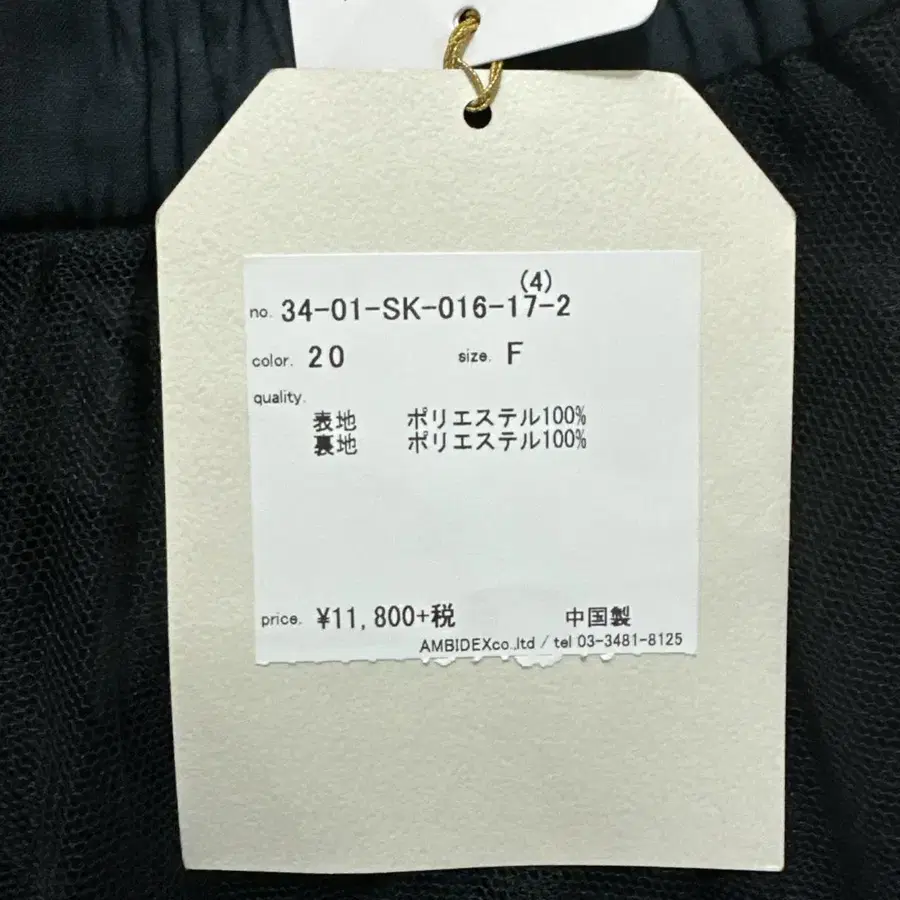 (4)
no. 34-01-SK-016-17-2
color. 20 size. F
quality.
表地 ポリエステル100%
裏地 ポリエステル100%
price. ¥11,800+税 中国製
AMBIDEXco.,ltd / tel 03-3481-8125